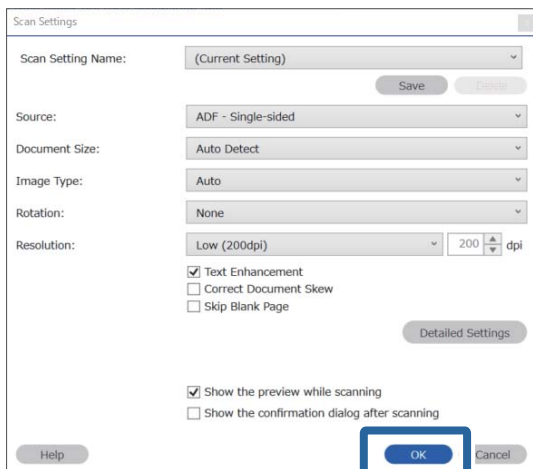 Scan Settings
Scan Setting Name: (Current Setting)
Save Delete
Source: ADF - Single-sided
Document Size: Auto Detect
Image Type: Auto
Rotation: None
Resolution: Low (200dpi) 200 dpi
Text Enhancement
Correct Document Skew
Skip Blank Page
Detailed Settings
Show the preview while scanning
Show the confirmation dialog after scanning
Help OK Cancel